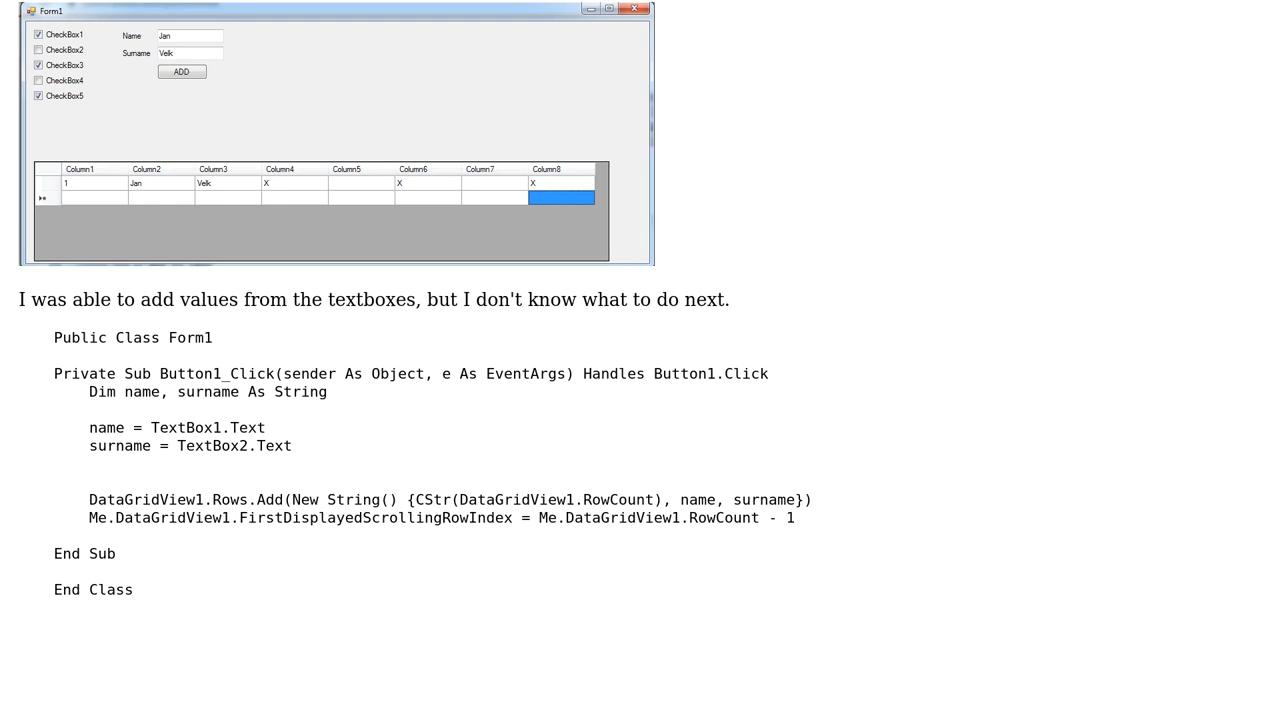 Form1
CheckBox1
Name Jan
CheckBox2
Surname Velk
CheckBox3
ADD
CheckBox4
CheckBox5
Column1 Column2 Column3 Column4 Column5 Column6 Column7 Column8
1 Jan Velk X X X
I was able to add values from the textboxes, but I don't know what to do next.
Public Class Form1
Private Sub Button1_Click(sender As Object, e As EventArgs) Handles Button1.Click
Dim name, surname As String
name = TextBox1.Text
surname = TextBox2.Text
DataGridView1.Rows.Add(New String() {CStr(DataGridView1.RowCount), name, surname})
Me.DataGridView1.FirstDisplayedScrollingRowIndex = Me.DataGridView1.RowCount - 1
End Sub
End Class